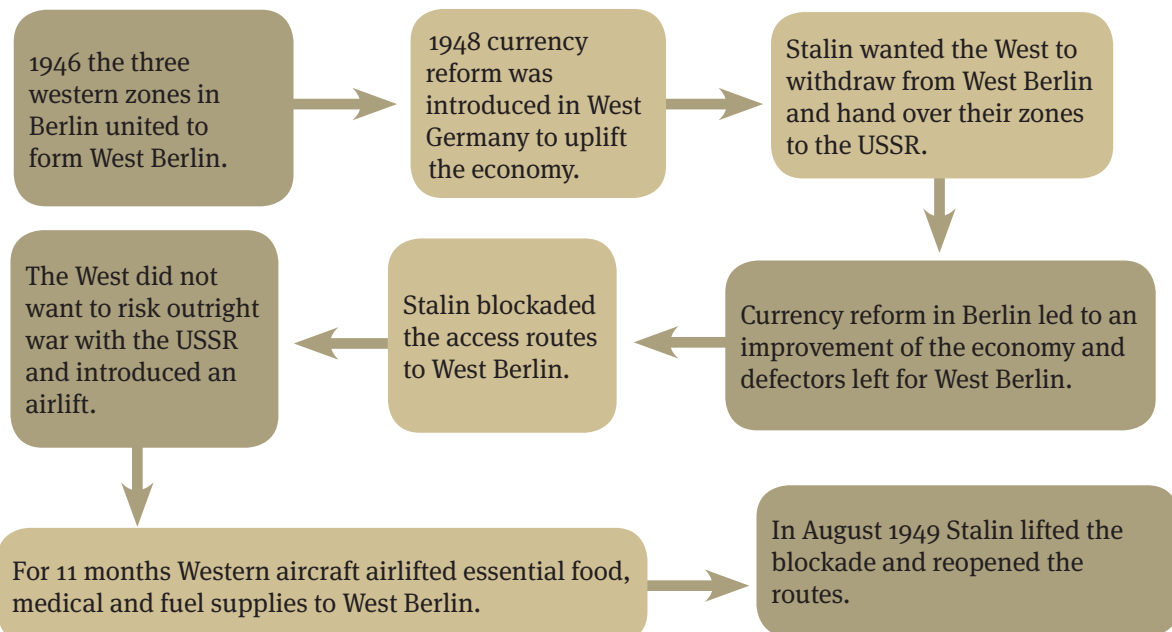 1946 the three
western zones in
Berlin united to
form West Berlin.
1948 currency
reform was
introduced in West
Germany to uplift
the economy.
Stalin wanted the West to
withdraw from West Berlin
and hand over their zones
to the USSR.
Currency reform in Berlin led to an
improvement of the economy and
defectors left for West Berlin.
Stalin blockaded
the access routes
to West Berlin.
The West did not
want to risk outright
war with the USSR
and introduced an
airlift.
For 11 months Western aircraft airlifted essential food,
medical and fuel supplies to West Berlin.
In August 1949 Stalin lifted the
blockade and reopened the
routes.